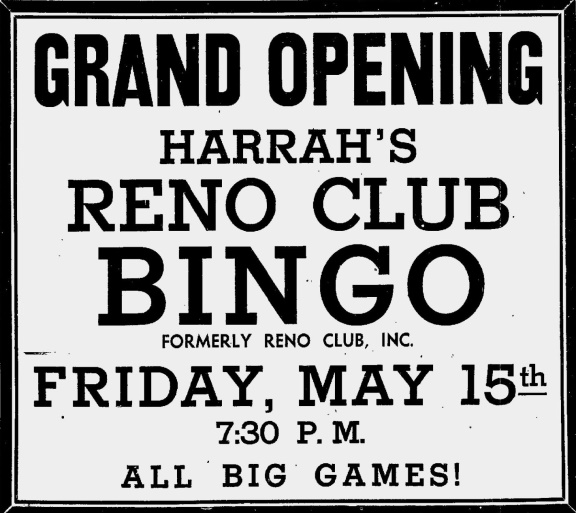 GRAND OPENING
HARRAH'S
RENO CLUB
BINGO
FORMERLY RENO CLUB, INC.
FRIDAY, MAY 15th
7:30 P. M.
ALL BIG GAMES!